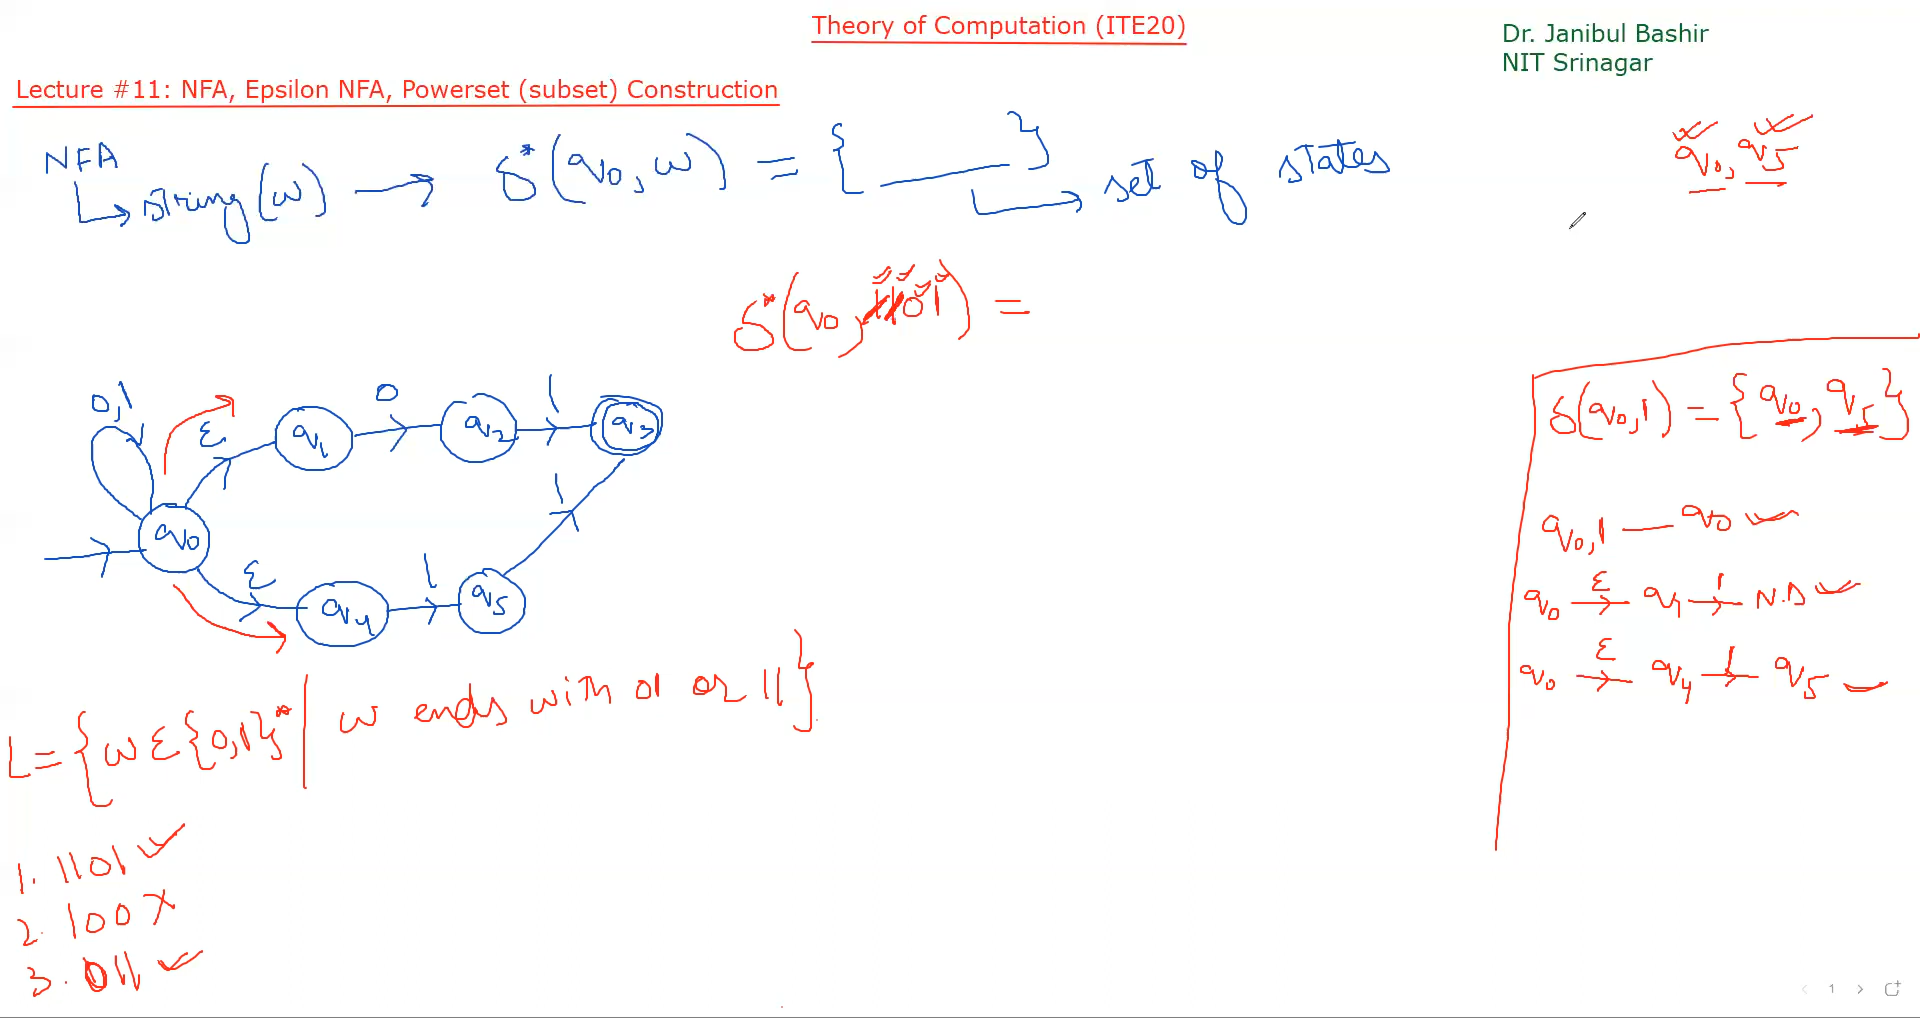 Theory of Computation (ITE20)
Dr. Janibul Bashir
NIT Srinagar
Lecture #11: NFA, Epsilon NFA, Powerset (subset) Construction
NFA
string (w) → δ*(q0, w) = { ___ }
set of states
q0, q5
δ*(q0, 1101) =
0,1
ε
q1
0
q2
1
q3
q0
1
ε
q4
1
q5
δ(q0,1) = {q0, q5}
q0,1 — q0 ✓
q0 ε→ q1 1→ N.D ✓
q0 ε→ q4 1→ q5
L = {w ε {0,1}* | w ends with 01 or 11}
1. 1101 ✓
2. 100 X
3. 011 ✓
1